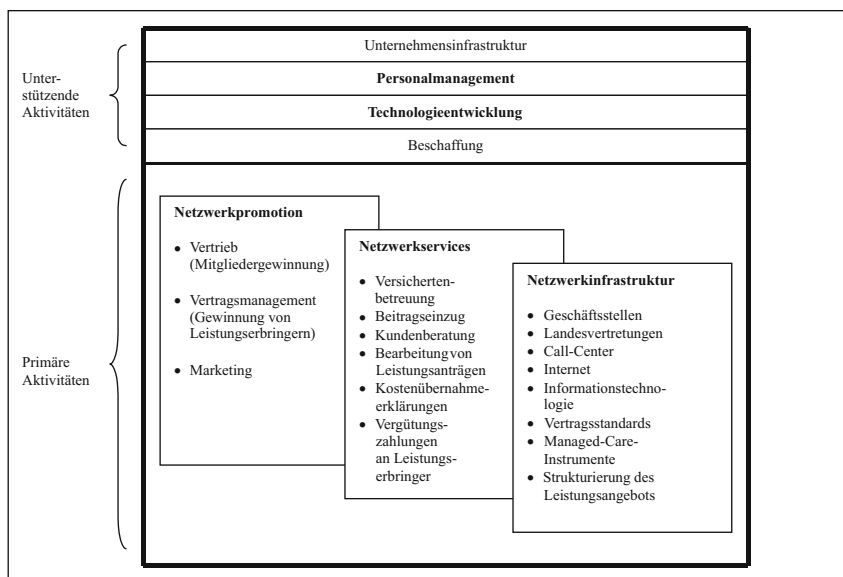 Unternehmensinfrastruktur
Unter-
stützende
Aktivitäten
Personalmanagement
Technologieentwicklung
Beschaffung
Primäre
Aktivitäten
Netzwerkpromotion
• Vertrieb
(Mitgliedergewinnung)
• Vertragsmanagement
(Gewinnung von
Leistungserbringern)
• Marketing
Netzwerkservices
• Versicherten-
betreuung
• Beitragseinzug
• Kundenberatung
• Bearbeitung von
Leistungsanträgen
• Kostenübernahme-
erklärungen
• Vergütungs-
zahlungen
an Leistungs-
erbringer
Netzwerkinfrastruktur
• Geschäftsstellen
• Landesvertretungen
• Call-Center
• Internet
• Informationstechno-
logie
• Vertragsstandards
• Managed-Care-
Instrumente
• Strukturierung des
Leistungsangebots